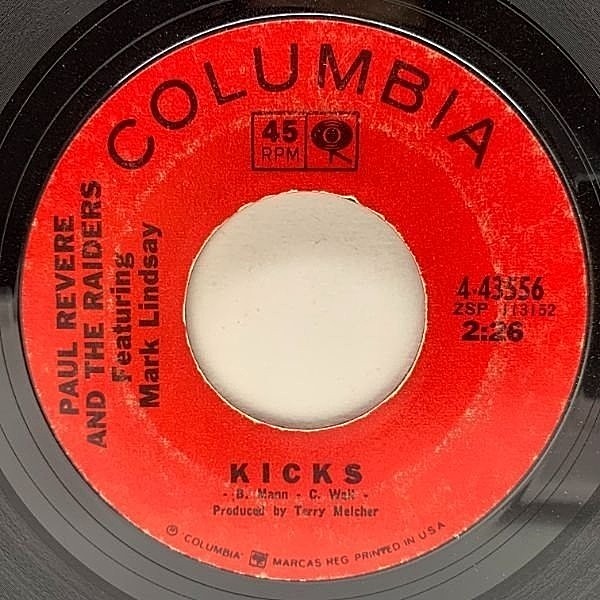 COLUMBIA
45
RPM
PAUL REVERE
AND THE RAIDERS
Featuring
Mark Lindsay
4-43556
ZSP 113152
2:26
KICKS
- B. Mann - C. Weil -
Produced by Terry Melcher
"COLUMBIA" MARCAS REG PRINTED IN U.S.A